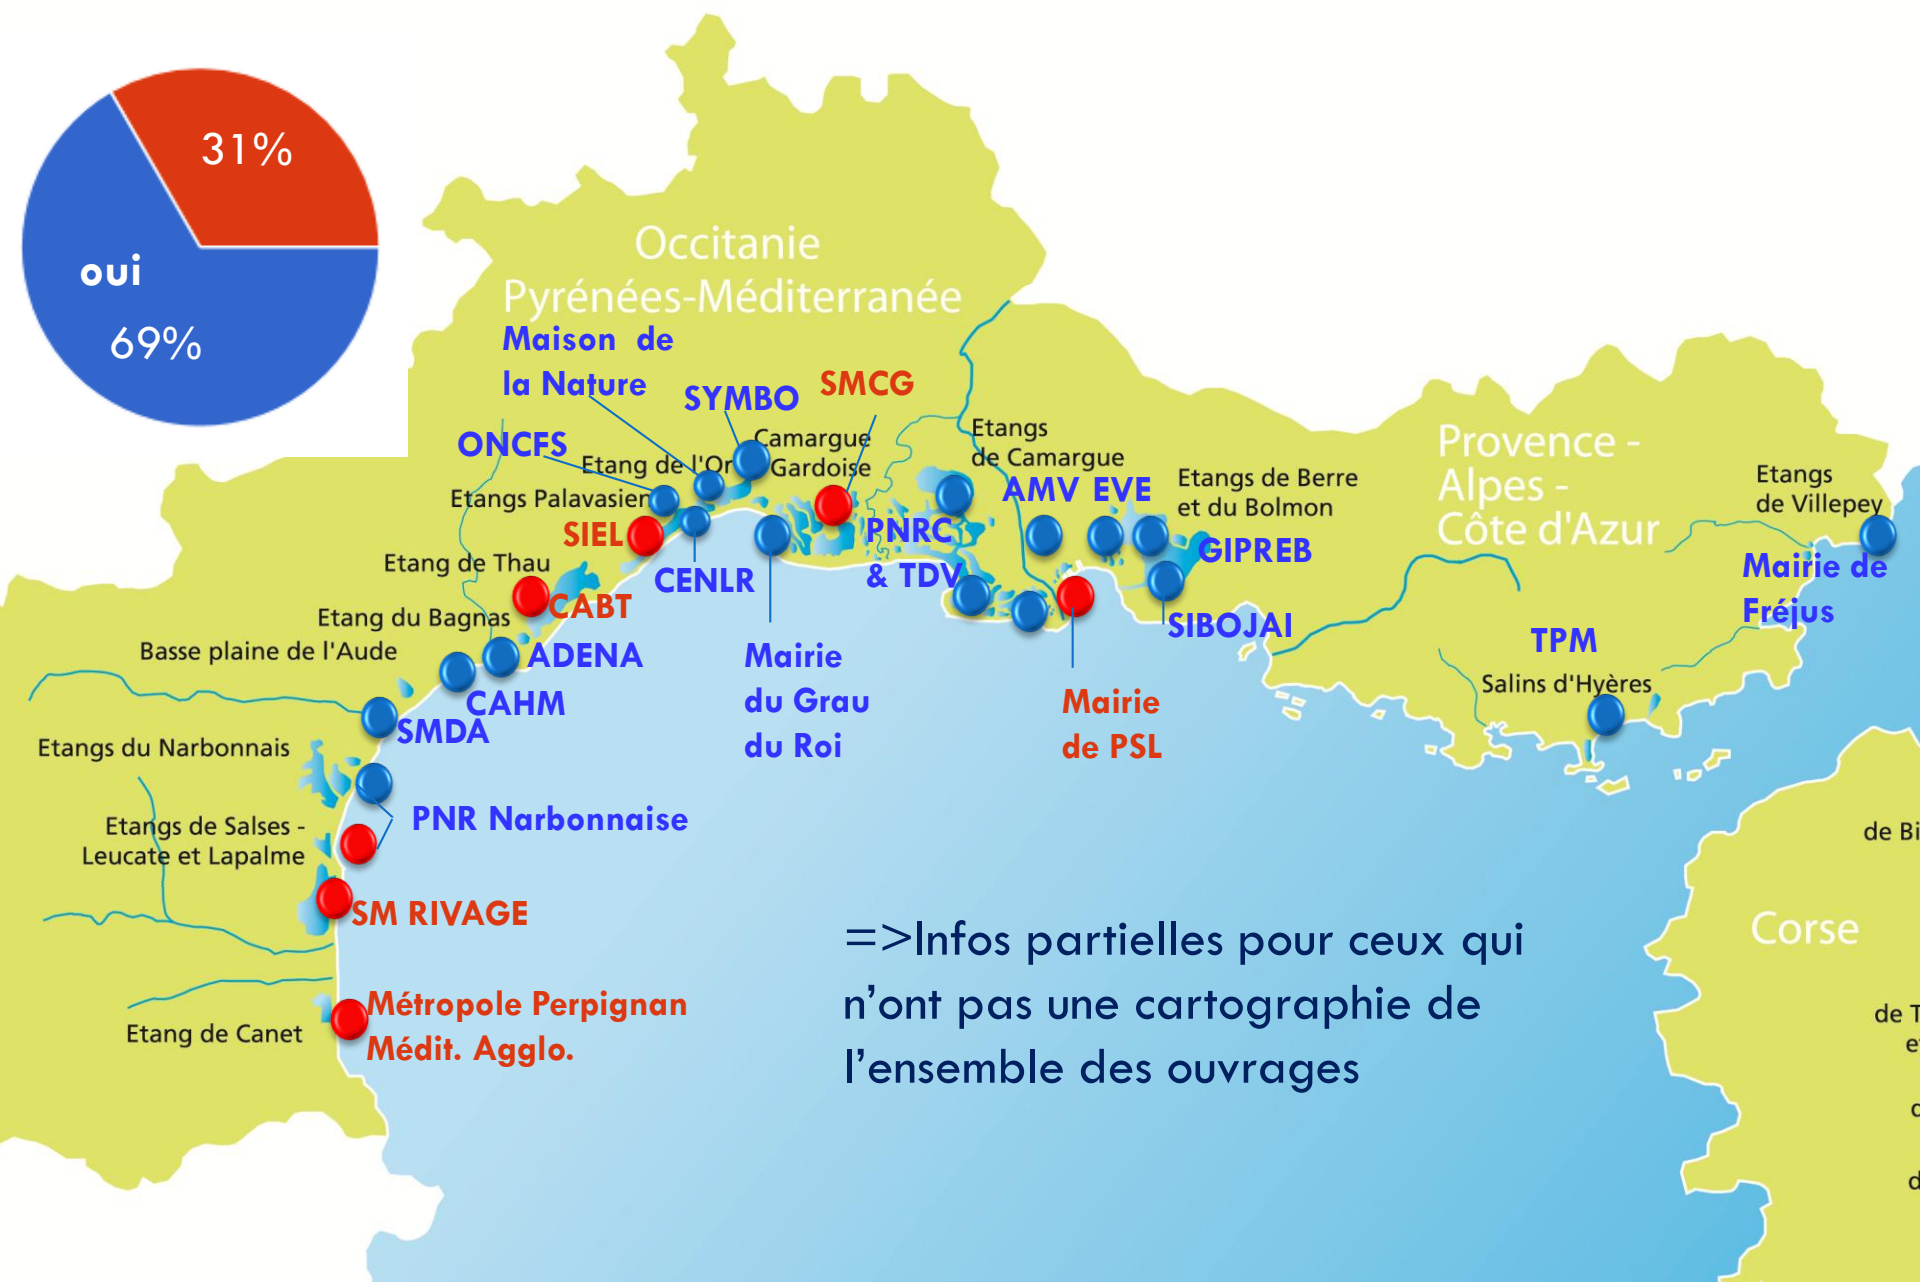 31%
oui
69%
Occitanie
Pyrénées-Méditerranée
Maison de
la Nature
SYMBO
SMCG
ONCFS
Etang de l'Or
Camargue
Gardoise
Etangs
de Camargue
Etangs Palavasien
AMV EVE
Etangs de Berre
et du Bolmon
Provence -
Alpes -
Côte d'Azur
Etangs
de Villepey
SIEL
PNRC
& TDV
GIPREB
Mairie de
Fréjus
Etang de Thau
CENLR
CABT
SIBOJAI
Etang du Bagnas
TPM
Basse plaine de l'Aude
ADENA
Mairie
du Grau
du Roi
Mairie
de PSL
Salins d'Hyères
CAHM
SMDA
Etangs du Narbonnais
PNR Narbonnaise
Etangs de Salses -
Leucate et Lapalme
de Bi
SM RIVAGE
Corse
=>Infos partielles pour ceux qui
n'ont pas une cartographie de
l'ensemble des ouvrages
Métropole Perpignan
Médit. Agglo.
Etang de Canet
de T